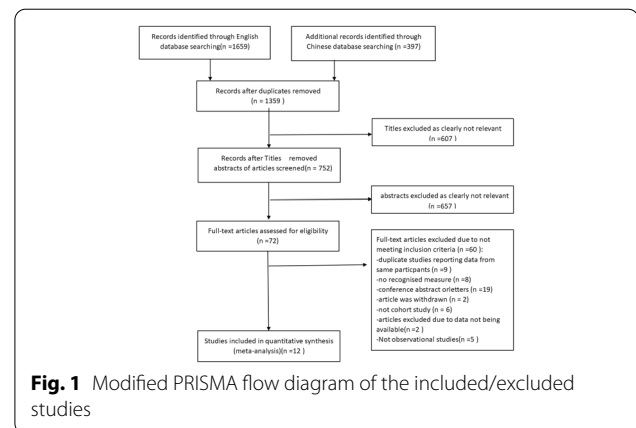 Records identified through English
database searching(n =1659)
Additional records identified through
Chinese database searching (n =397)
Records after duplicates removed
(n = 1359 )
Titles excluded as clearly not relevant
(n =607 )
Records after Titles removed
abstracts of articles screened(n = 752)
abstracts excluded as clearly not relevant
(n =657 )
Full-text articles assessed for eligibility
(n =72)
Full-text articles excluded due to not
meeting inclusion criteria (n =60 ):
-duplicate studies reporting data from
same particpants (n =9 )
-no recognised measure (n =8)
-conference abstract orletters (n =19)
-article was withdrawn (n = 2)
-not cohort study (n = 6)
-articles excluded due to data not being
available(n =2 )
-Not observational studies(n =5 )
Studies included in quantitative synthesis
(meta-analysis)(n =12 )
Fig. 1 Modified PRISMA flow diagram of the included/excluded
studies